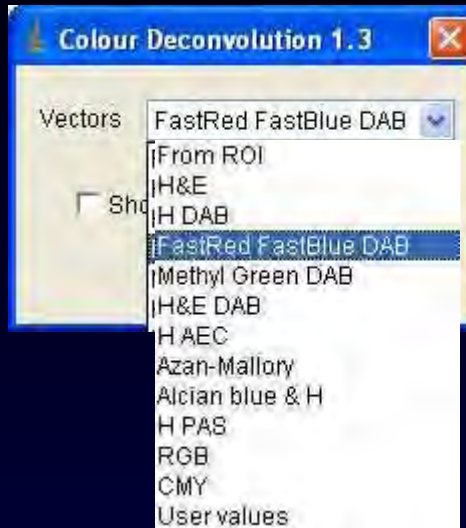 Colour Deconvolution 1.3
Vectors FastRed FastBlue DAB
From ROI
H&E
H DAB
FastRed FastBlue DAB
Methyl Green DAB
H&E DAB
H AEC
Azan-Mallory
Alcian blue & H
H PAS
RGB
CMY
User values